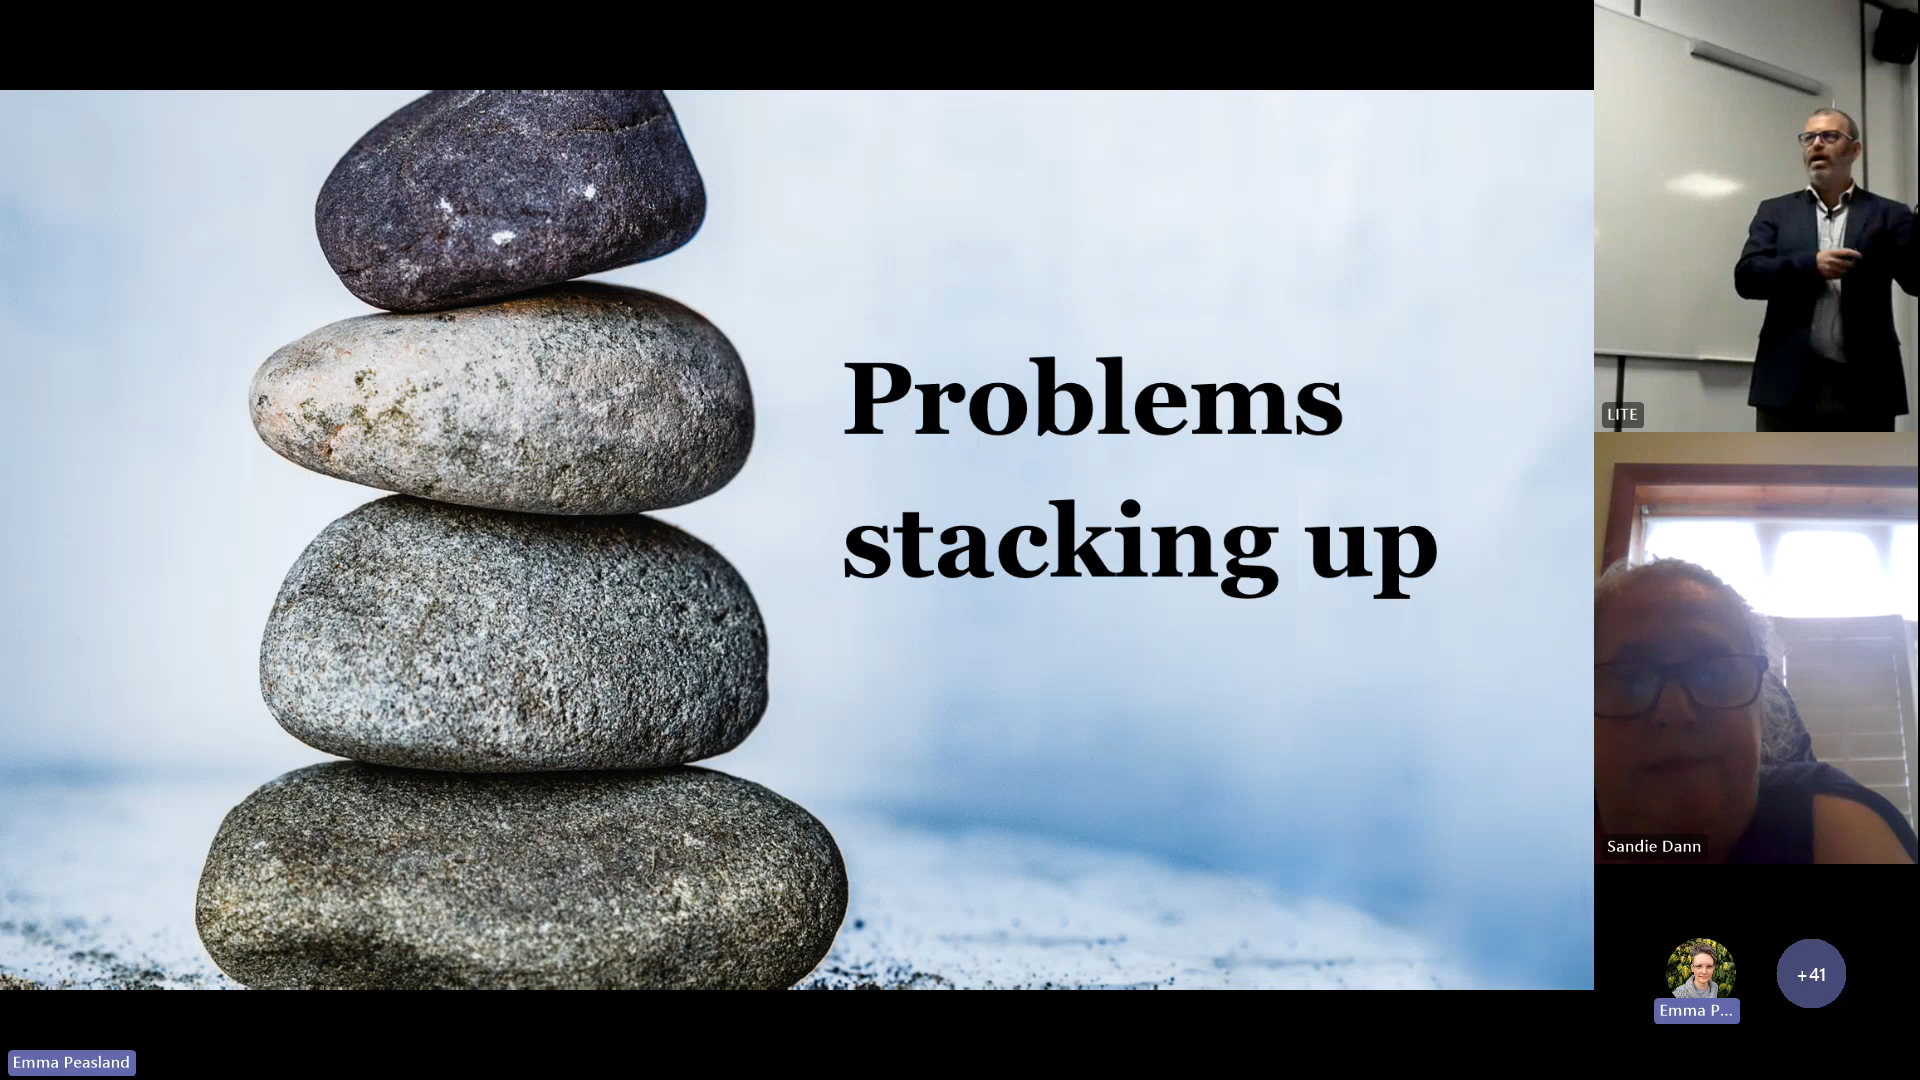 Problems
stacking up
LITE
Sandie Dann
Emma P...
+41
Emma Peasland